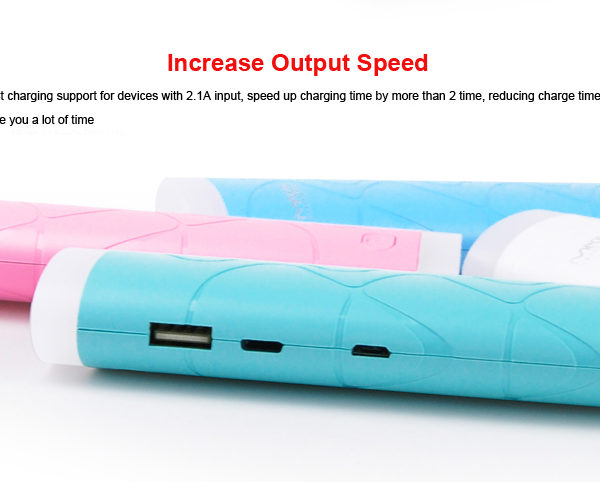 Increase Output Speed
t charging support for devices with 2.1A input, speed up charging time by more than 2 time, reducing charge time
e you a lot of time